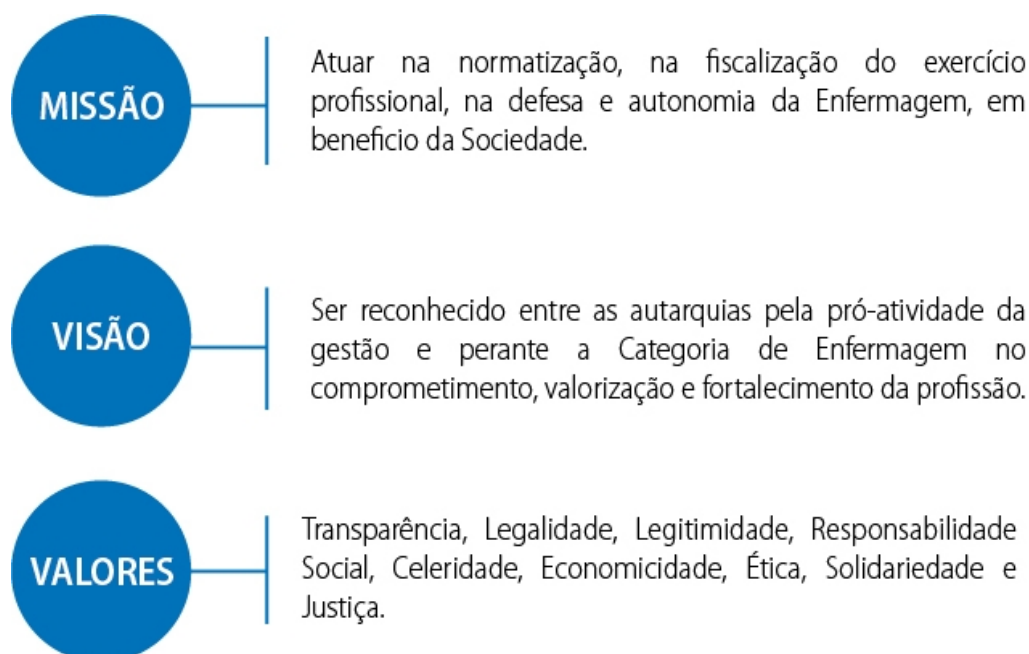 MISSÃO
Atuar na normatização, na fiscalização do exercício
profissional, na defesa e autonomia da Enfermagem, em
beneficio da Sociedade.
VISÃO
Ser reconhecido entre as autarquias pela pró-atividade da
gestão e perante a Categoria de Enfermagem no
comprometimento, valorização e fortalecimento da profissão.
VALORES
Transparência, Legalidade, Legitimidade, Responsabilidade
Social, Celeridade, Economicidade, Ética, Solidariedade e
Justiça.